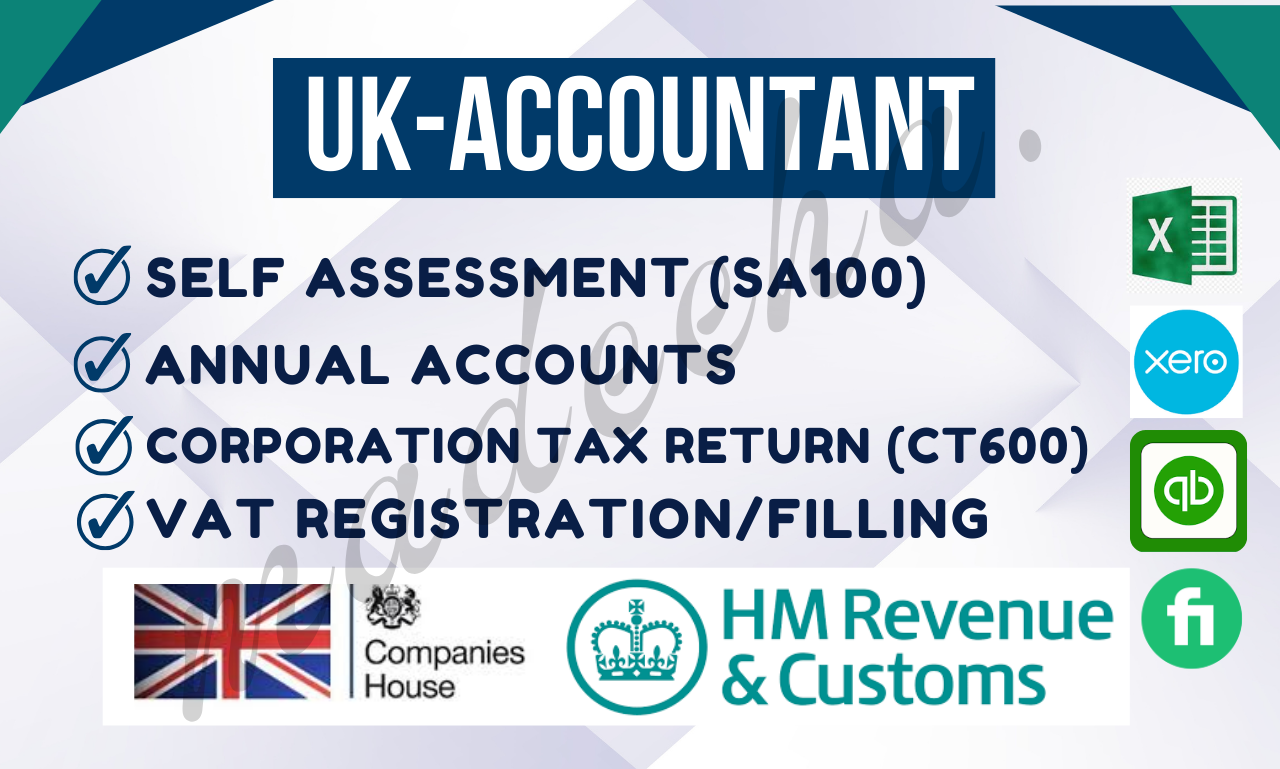 UK-ACCOUNTANT
SELF ASSESSMENT (SA100)
ANNUAL ACCOUNTS
CORPORATION TAX RETURN (CT600)
VAT REGISTRATION/FILLING
X
xero
qb
fi
Companies
House
HM Revenue
& Customs